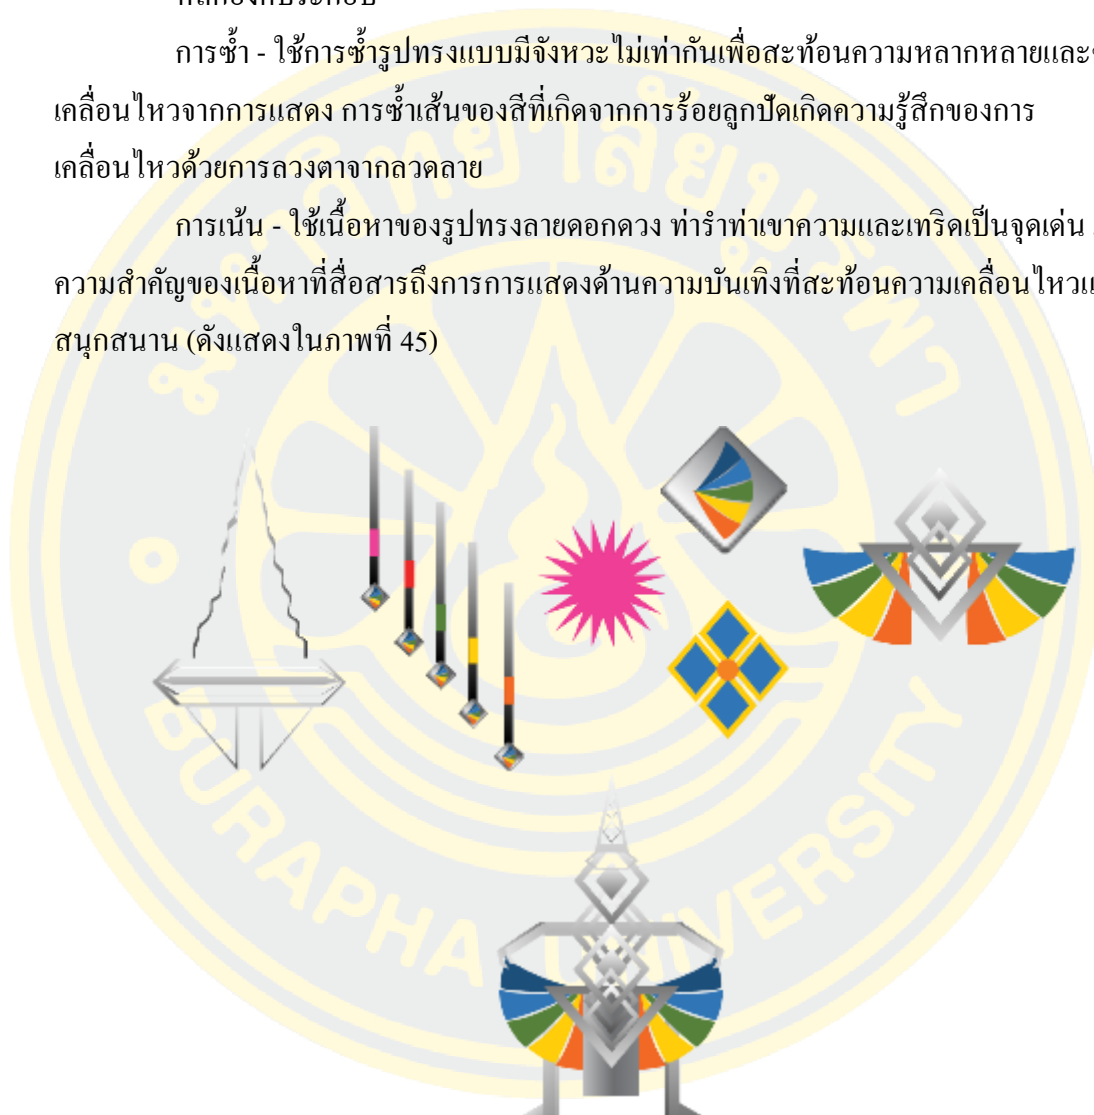 การซ้ำ - ใช้การซ้ำรูปทรงแบบมีจังหวะไม่เท่ากันเพื่อสะท้อนความหลากหลายและ
เคลื่อนไหวจากการแสดง การซ้ำเส้นของสีที่เกิดจากการร้อยลูกปัดเกิดความรู้สึกของการ
เคลื่อนไหวด้วยการลวงตาจากลวดลาย
การเน้น - ใช้เนื้อหาของรูปทรงลายดอกดวง ท่ารำท่าเขาความและเทริดเป็นจุดเด่น
ความสำคัญของเนื้อหาที่สื่อสารถึงการการแสดงด้านความบันเทิงที่สะท้อนความเคลื่อนไหวแ
สนุกสนาน (ดังแสดงในภาพที่ 45)
มหาวิทยาลัยบูรพา
BURAPHA UNIVERSITY